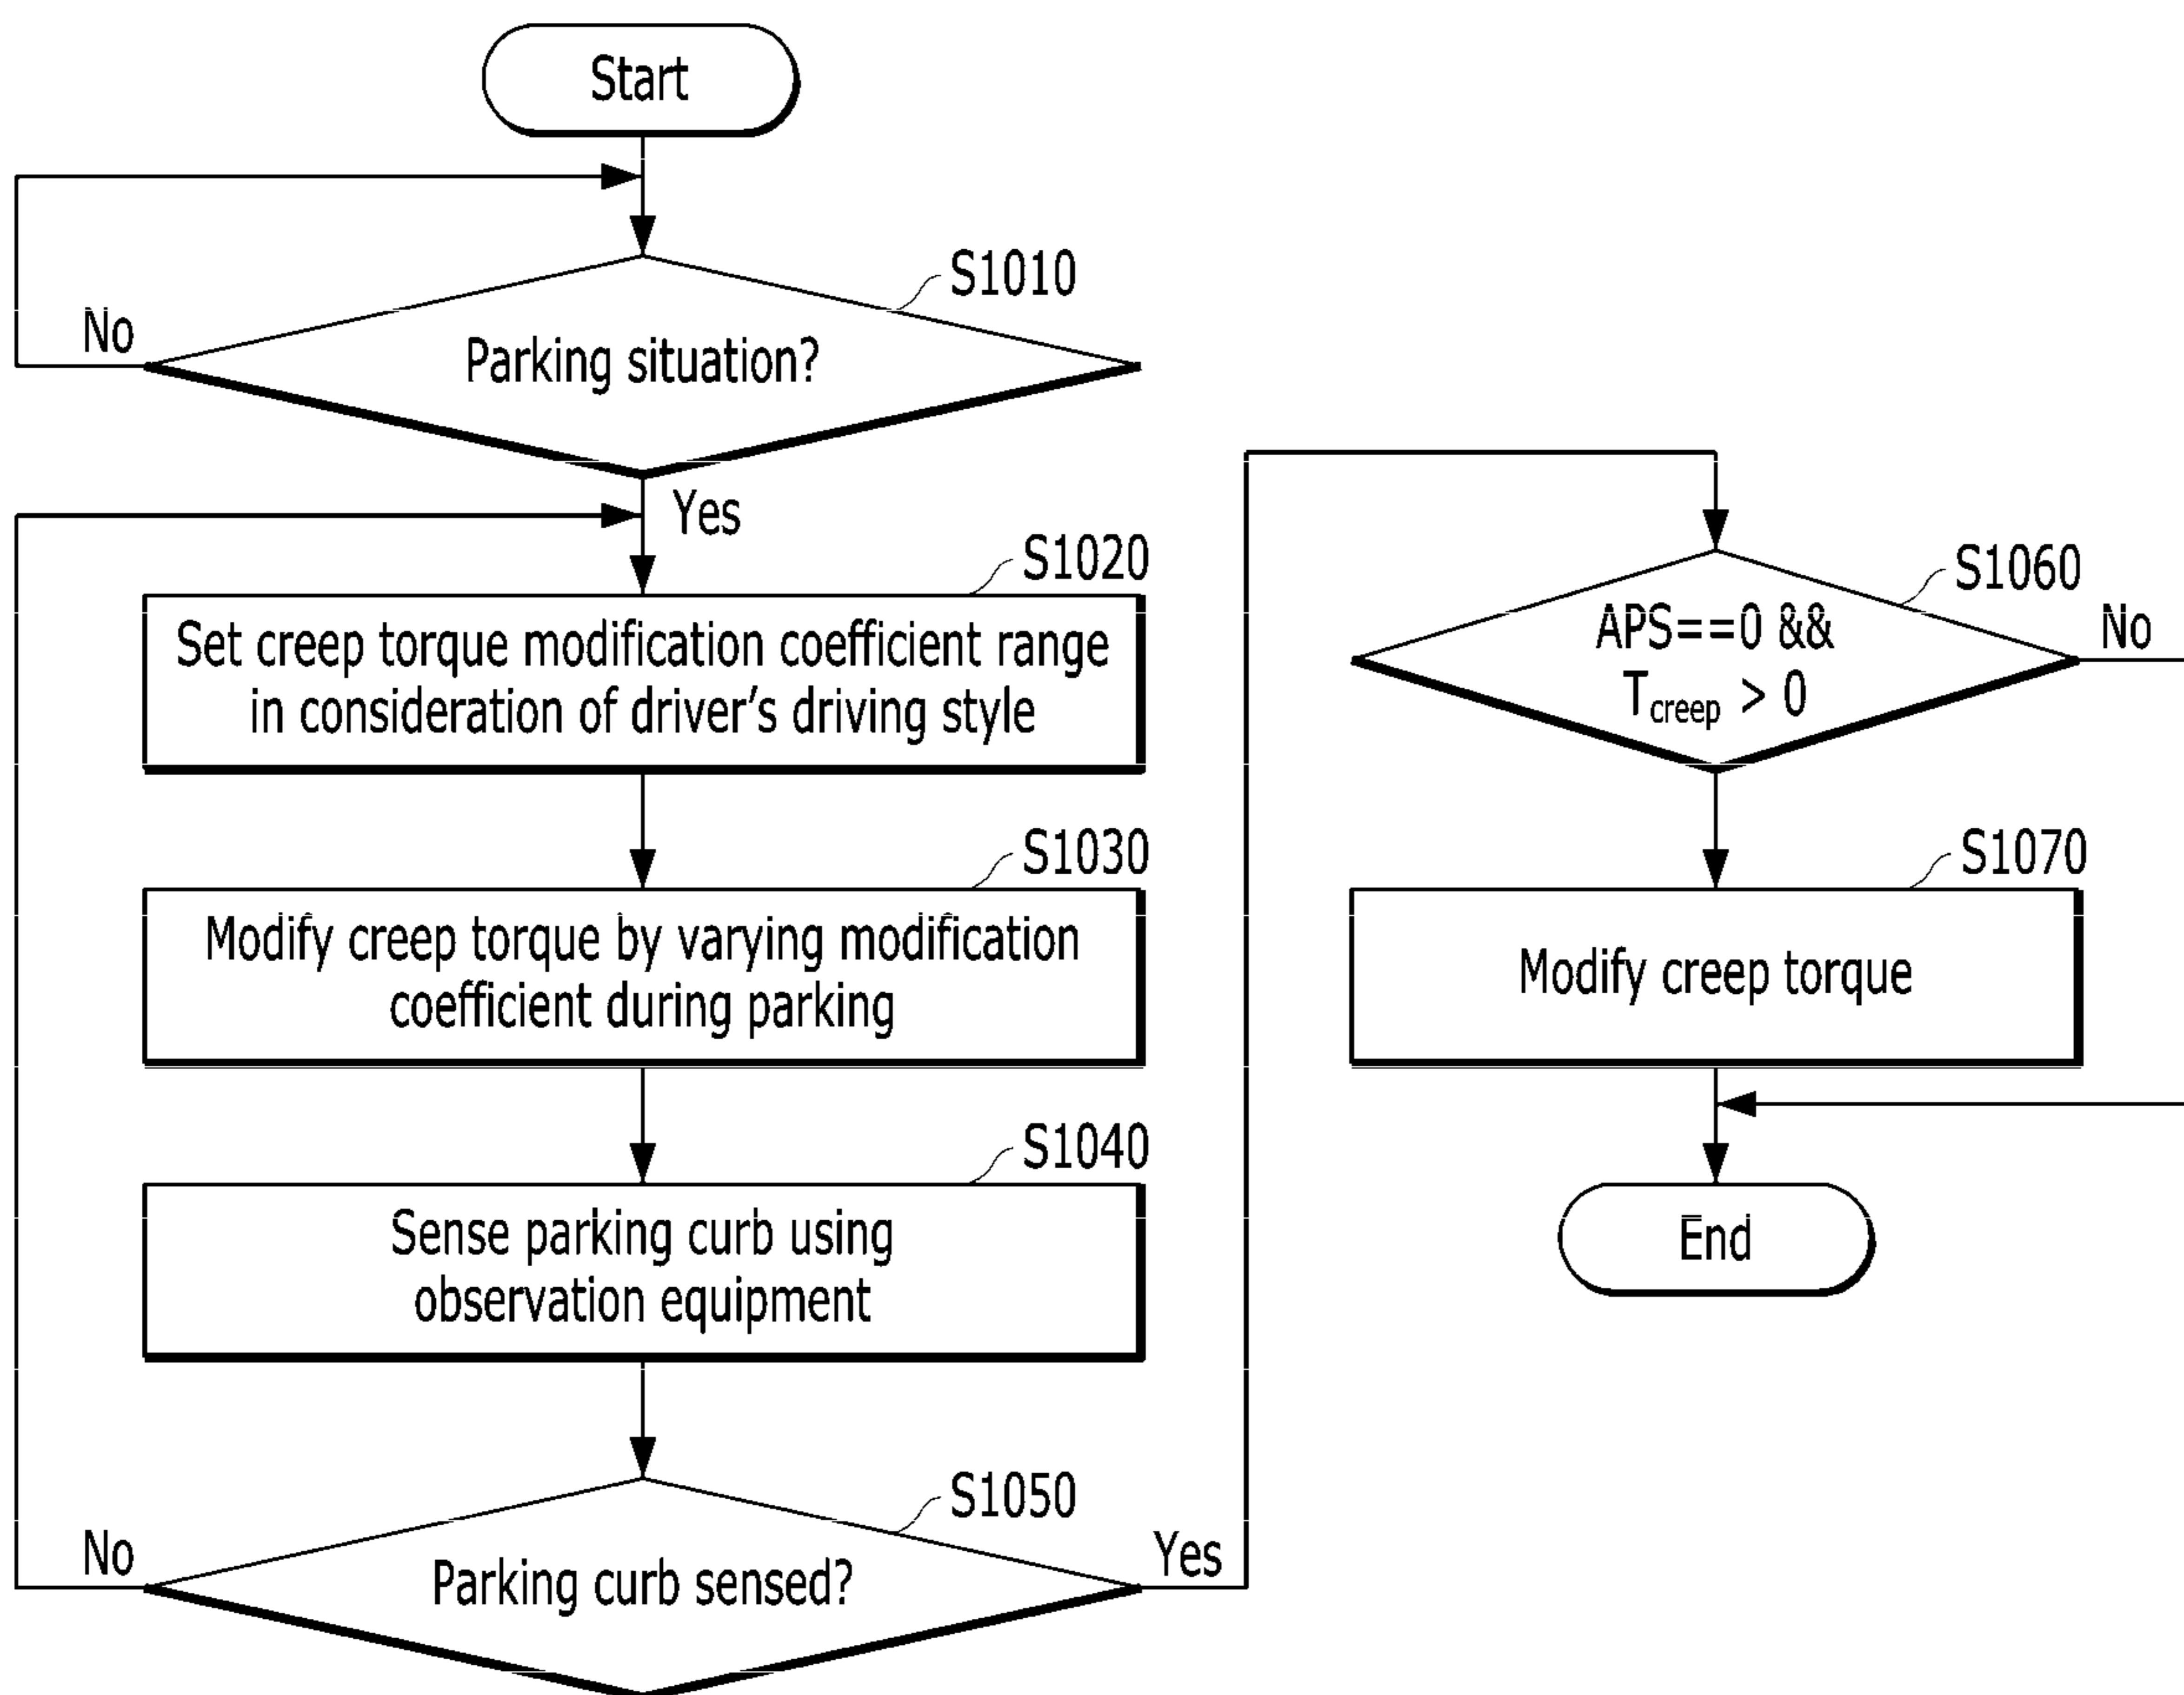 Start
S1010
No
Parking situation?
Yes
S1020
Set creep torque modification coefficient range
in consideration of driver’s driving style
S1030
Modify creep torque by varying modification
coefficient during parking
S1040
Sense parking curb using
observation equipment
S1050
No
Parking curb sensed?
Yes
S1060
APS==0 &&
Tcreep > 0
No
S1070
Modify creep torque
End